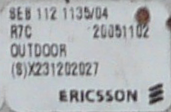 SEB 112 1135/04
R7C 20051102
OUTDOOR
(S)X231202027
ERICSSON